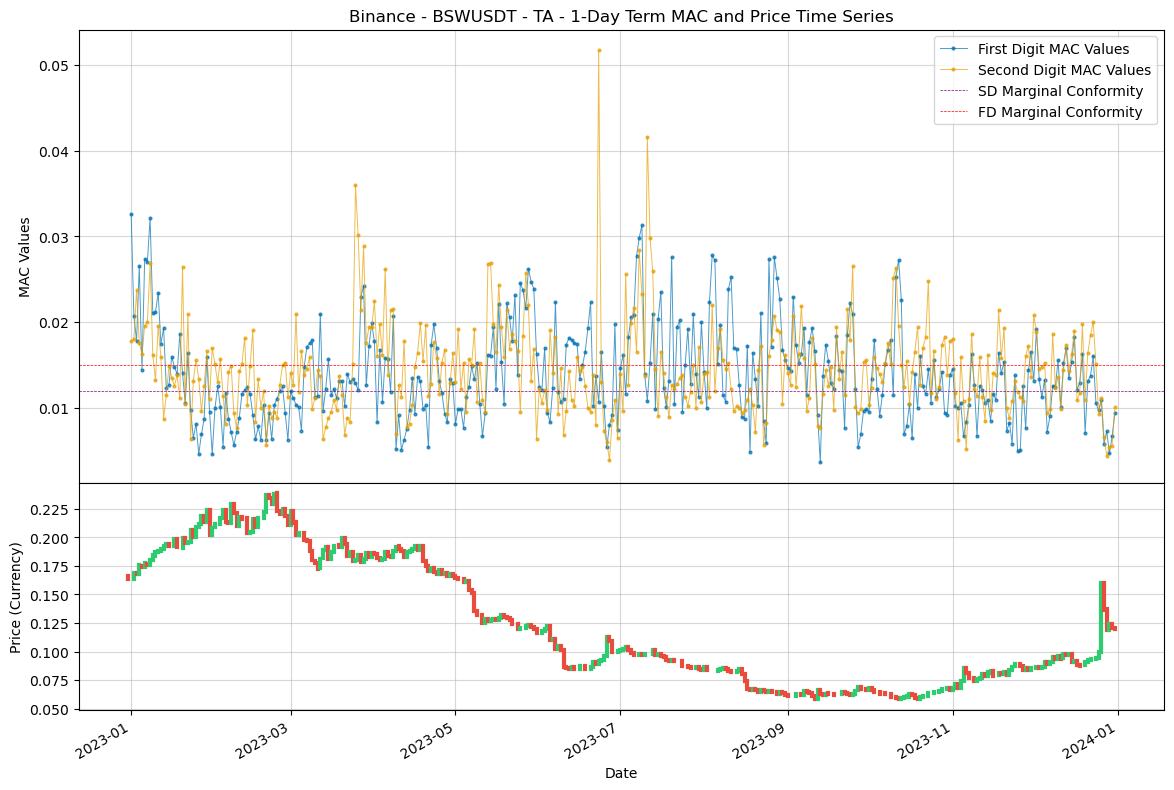 Binance - BSWUSDT - TA - 1-Day Term MAC and Price Time Series
First Digit MAC Values
Second Digit MAC Values
SD Marginal Conformity
FD Marginal Conformity
MAC Values
0.05
0.04
0.03
0.02
0.01
Price (Currency)
0.225
0.200
0.175
0.150
0.125
0.100
0.075
0.050
2023-01
2023-03
2023-05
2023-07
2023-09
2023-11
2024-01
Date